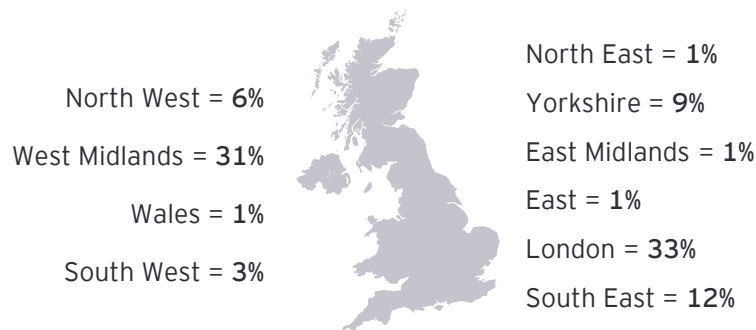 North West = 6%
West Midlands = 31%
Wales = 1%
South West = 3%
North East = 1%
Yorkshire = 9%
East Midlands = 1%
East = 1%
London = 33%
South East = 12%